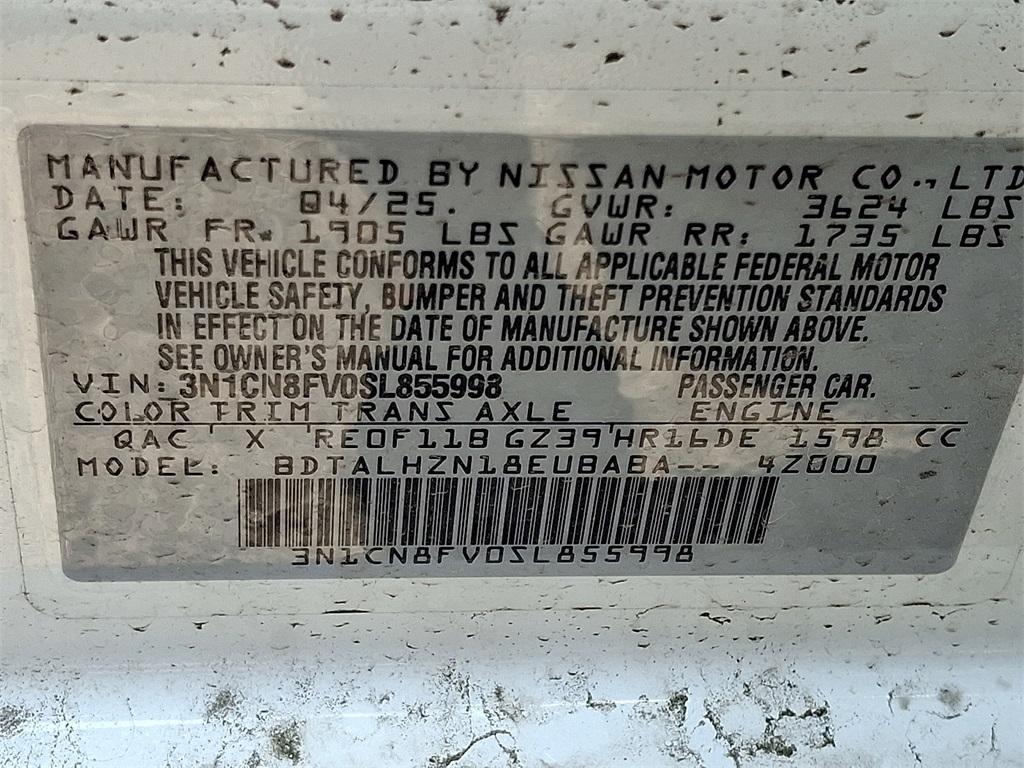 MANUFACTURED BY NISSAN MOTOR CO., LTD
DATE: 04/25. GVWR: 3624 LBS
GAWR FR. 1905 LBS GAWR RR: 1735 LBS
THIS VEHICLE CONFORMS TO ALL APPLICABLE FEDERAL MOTOR
VEHICLE SAFETY, BUMPER AND THEFT PREVENTION STANDARDS
IN EFFECT ON THE DATE OF MANUFACTURE SHOWN ABOVE.
SEE OWNER'S MANUAL FOR ADDITIONAL INFORMATION.
VIN: 3N1CN8FV0SL855998 PASSENGER CAR.
COLOR TRIM TRANS AXLE ENGINE
QAC X RE0F11B GZ39 HR16DE 1598 CC
MODEL: BDTALHZN18EUBABA-- 4Z000
3N1CN8FV0SL855998